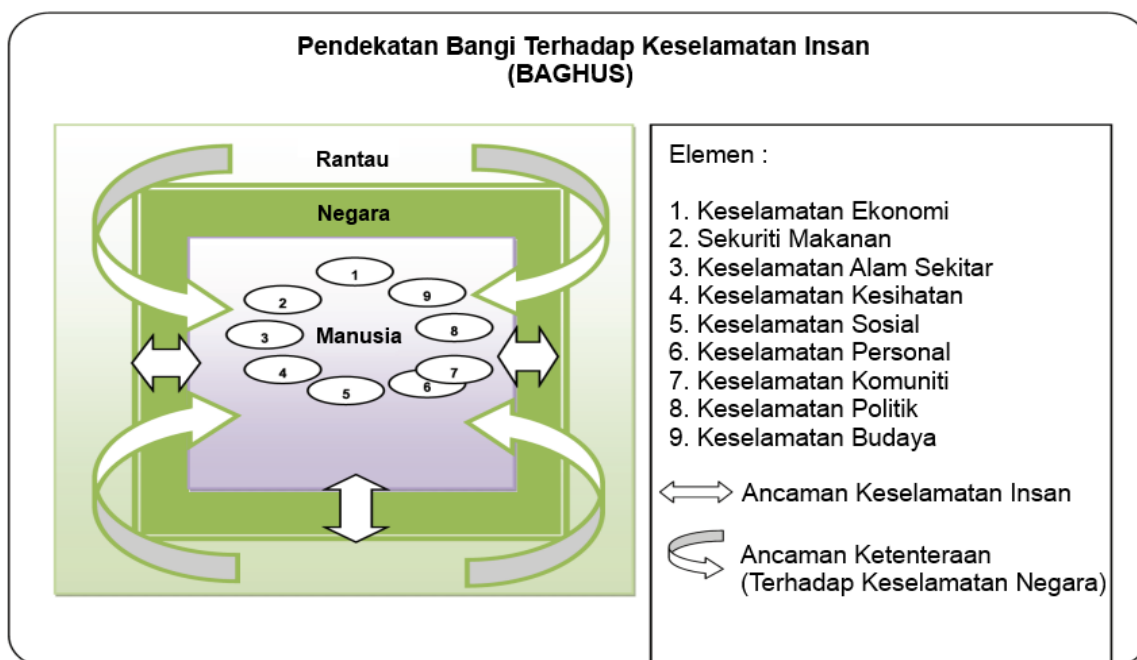 Pendekatan Bangi Terhadap Keselamatan Insan
(BAGHUS)
Rantau
Negara
1
2
9
3
Manusia
8
4
7
6
5
Elemen :
1. Keselamatan Ekonomi
2. Sekuriti Makanan
3. Keselamatan Alam Sekitar
4. Keselamatan Kesihatan
5. Keselamatan Sosial
6. Keselamatan Personal
7. Keselamatan Komuniti
8. Keselamatan Politik
9. Keselamatan Budaya
Ancaman Keselamatan Insan
Ancaman Ketenteraan
(Terhadap Keselamatan Negara)